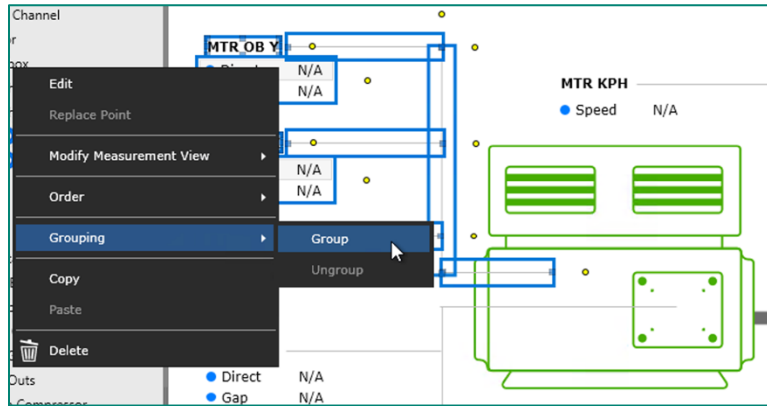 Channel
MTR OB Y
N/A
N/A
MTR KPH
Speed N/A
Edit
Replace Point
Modify Measurement View
N/A
N/A
Order
Grouping
Group
Ungroup
Copy
Paste
Delete
Outs
Direct N/A
Gap N/A
Compressor